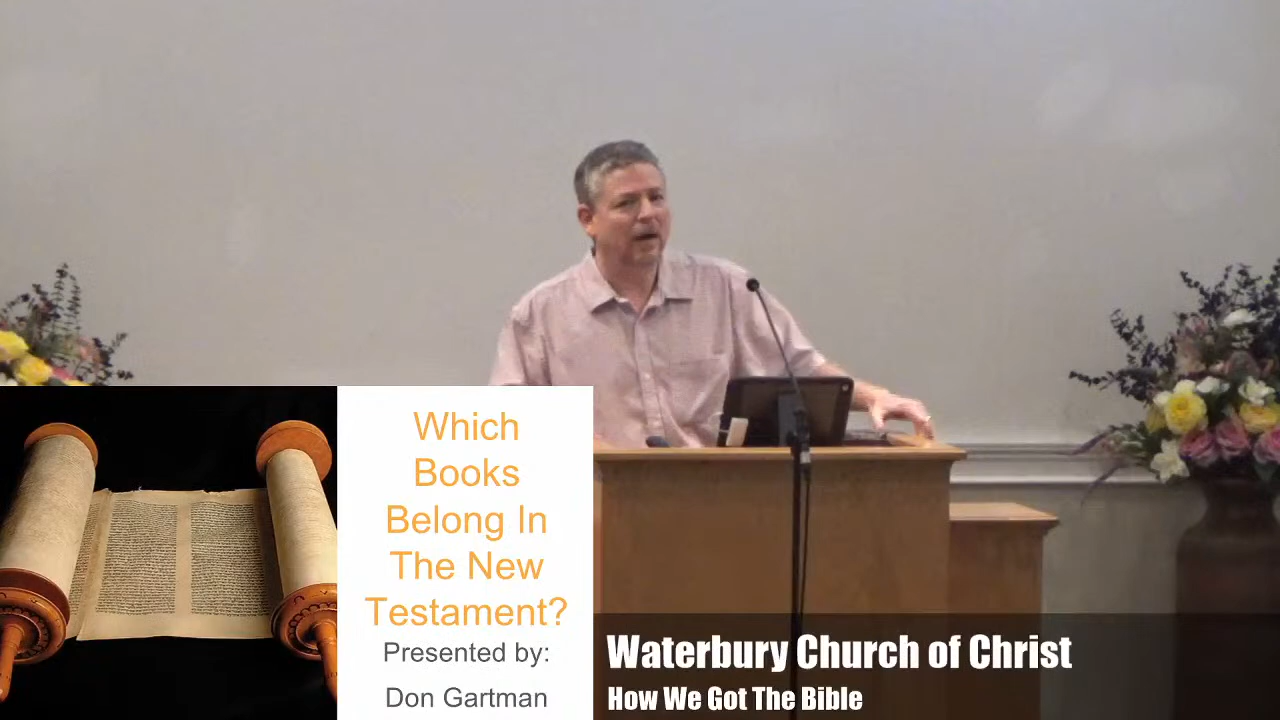 Which
Books
Belong In
The New
Testament?
Presented by:
Don Gartman
Waterbury Church of Christ
How We Got The Bible